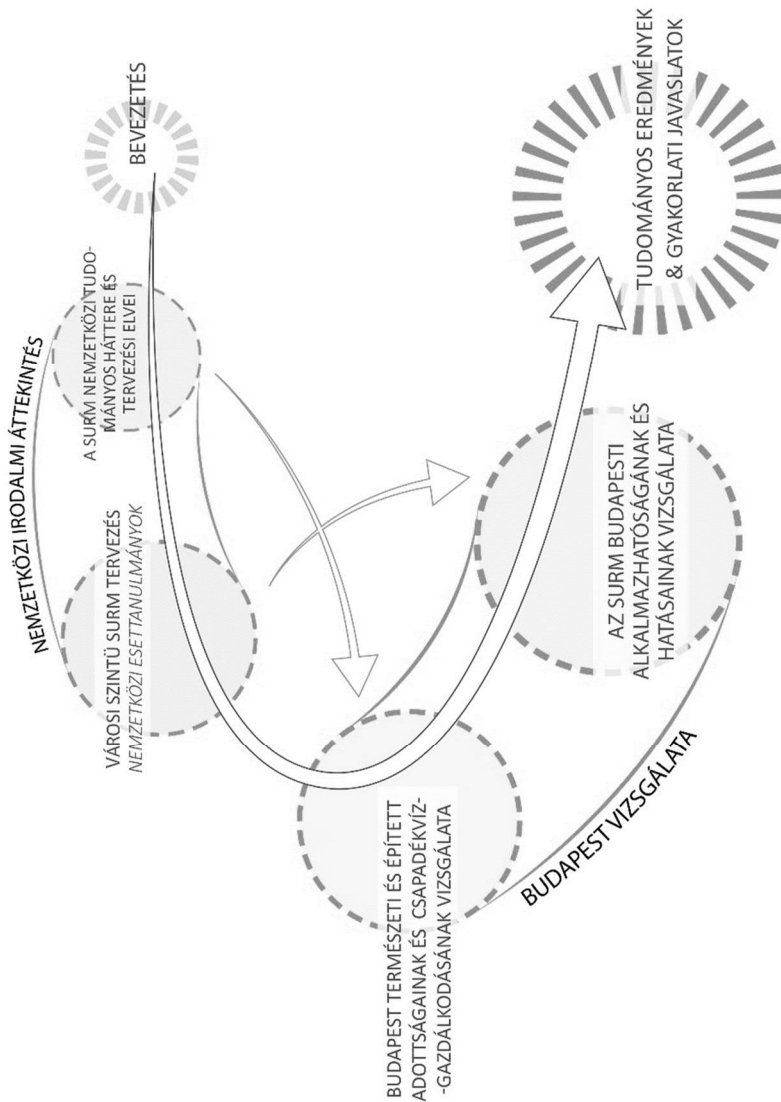 BEVEZETÉS
NEMZETKÖZI IRODALMI ÁTTEKINTÉS
A SURM NEMZETKÖZI TUDO-
MÁNYOS HÁTTERE ÉS
TERVEZÉSI ELVEI
VÁROSI SZINTŰ SURM TERVEZÉS
NEMZETKÖZI ESETTANULMÁNYOK
BUDAPEST TERMÉSZETI ÉS ÉPÍTETT
ADOTTSÁGAINAK ÉS CSAPADÉKVÍZ-
-GAZDÁLKODÁSÁNAK VIZSGÁLATA
BUDAPEST VIZSGÁLATA
AZ SURM BUDAPESTI
ALKALMAZHATÓSÁGÁNAK ÉS
HATÁSAINAK VIZSGÁLATA
TUDOMÁNYOS EREDMÉNYEK
& GYAKORLATI JAVASLATOK